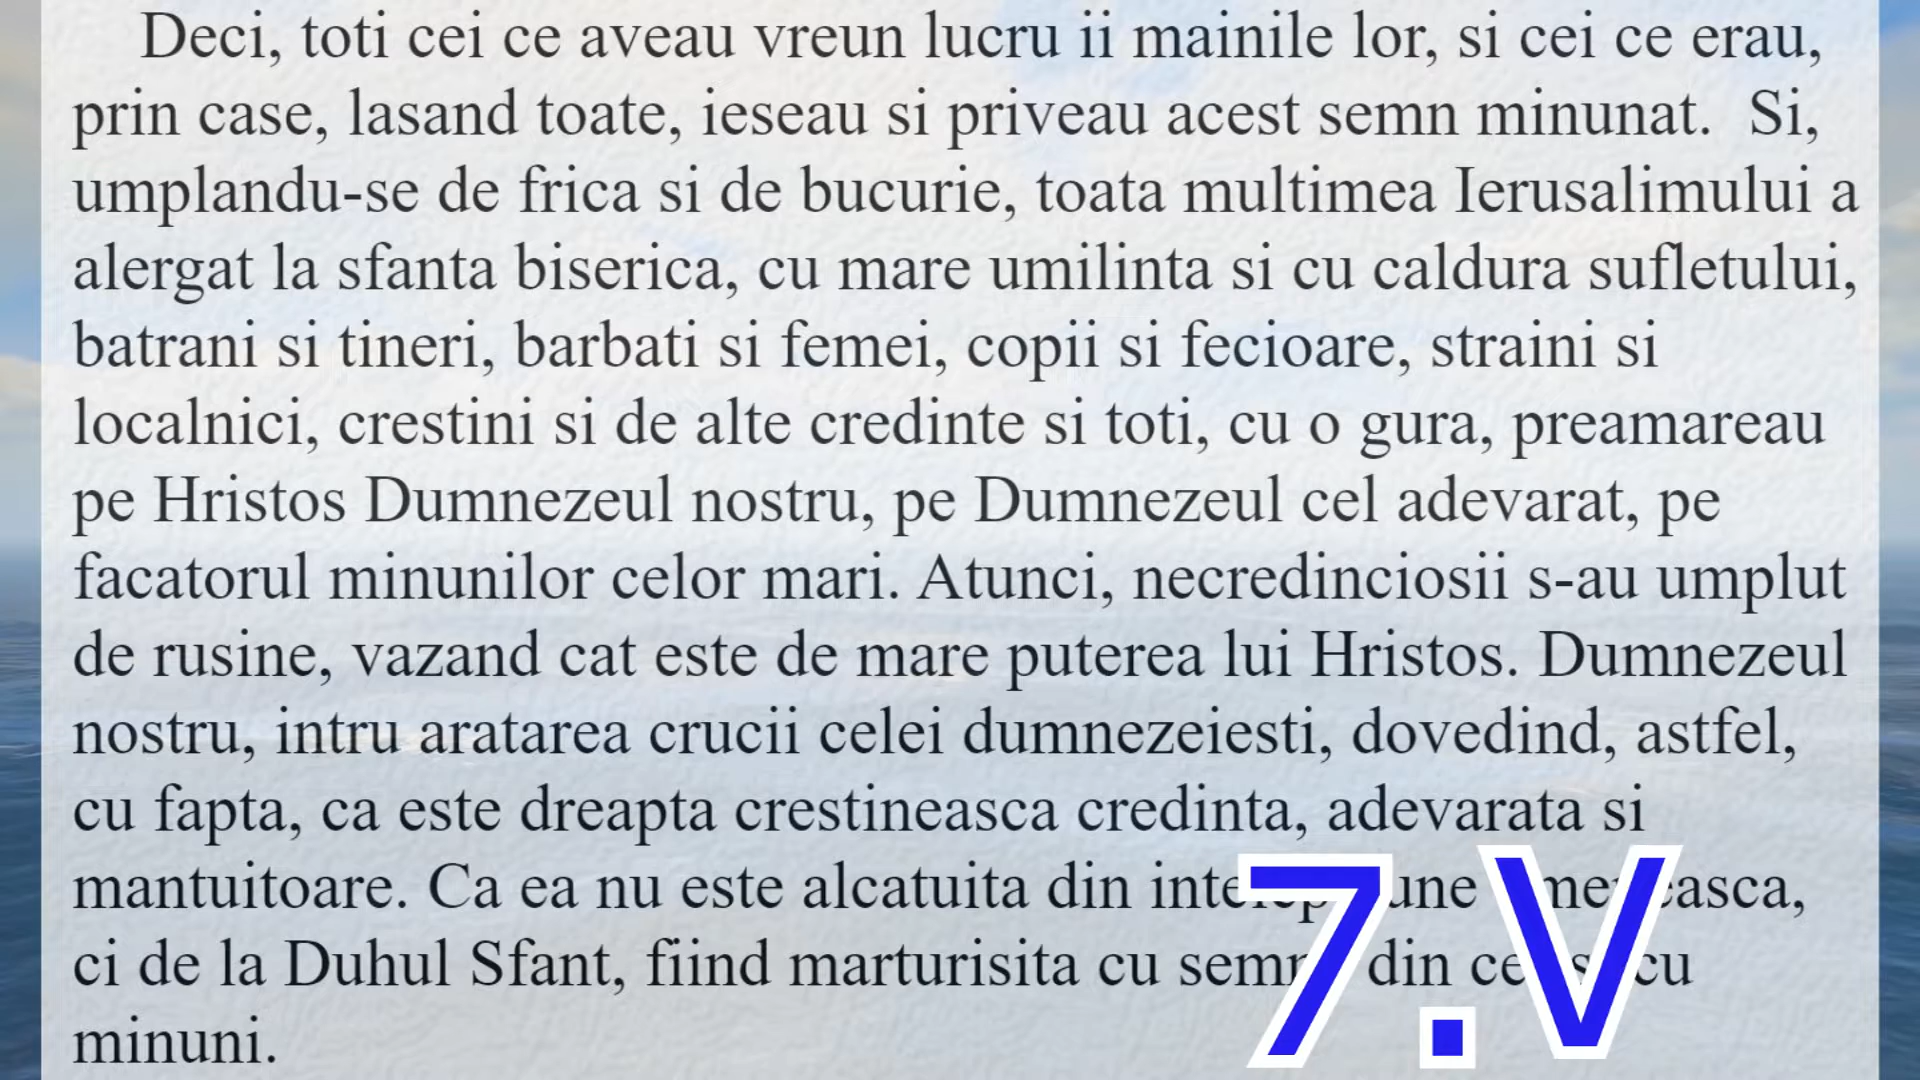 Deci, toti cei ce aveau vreun lucru ii mainile lor, si cei ce erau,
prin case, lasand toate, ieseau si priveau acest semn minunat.  Si,
umplandu-se de frica si de bucurie, toata multimea Ierusalimului a
alergat la sfanta biserica, cu mare umilinta si cu caldura sufletului,
batrani si tineri, barbati si femei, copii si fecioare, straini si
localnici, crestini si de alte credinte si toti, cu o gura, preamareau
pe Hristos Dumnezeul nostru, pe Dumnezeul cel adevarat, pe
facatorul minunilor celor mari. Atunci, necredinciosii s-au umplut
de rusine, vazand cat este de mare puterea lui Hristos. Dumnezeul
nostru, intru aratarea crucii celei dumnezeiesti, dovedind, astfel,
cu fapta, ca este dreapta crestineasca credinta, adevarata si
mantuitoare. Ca ea nu este alcatuita din
ci de la Duhul Sfant, fiind marturisita cu din cu
minuni.
7.V